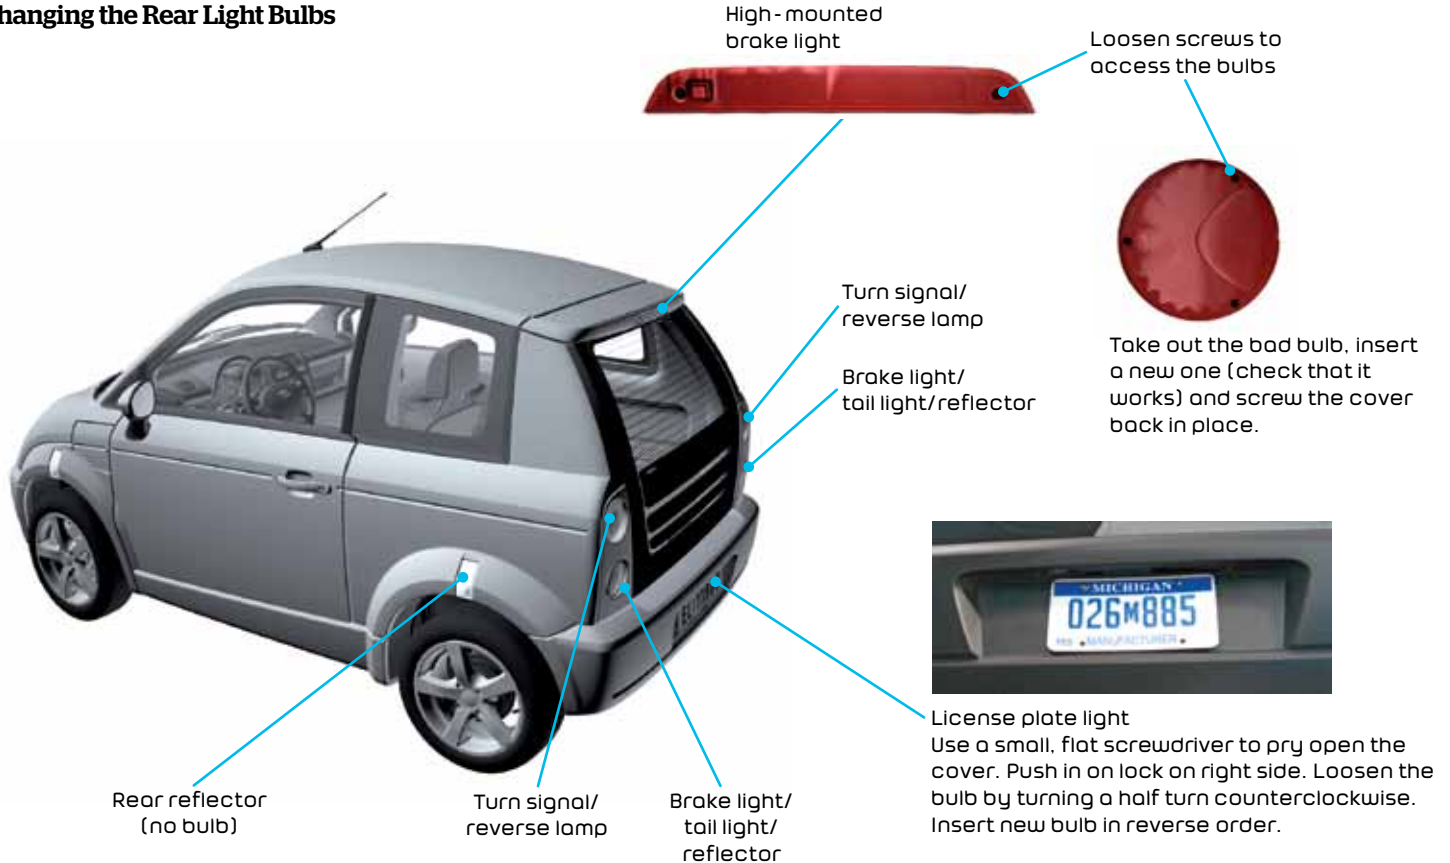 hanging the Rear Light Bulbs
High-mounted
brake light
Loosen screws to
access the bulbs
Turn signal/
reverse lamp
Brake light/
tail light/reflector
Take out the bad bulb, insert
a new one (check that it
works) and screw the cover
back in place.
MICHIGAN
026M885
MANUFACTURER
License plate light
Use a small, flat screwdriver to pry open the
cover. Push in on lock on right side. Loosen the
bulb by turning a half turn counterclockwise.
Insert new bulb in reverse order.
Rear reflector
(no bulb)
Turn signal/
reverse lamp
Brake light/
tail light/
reflector